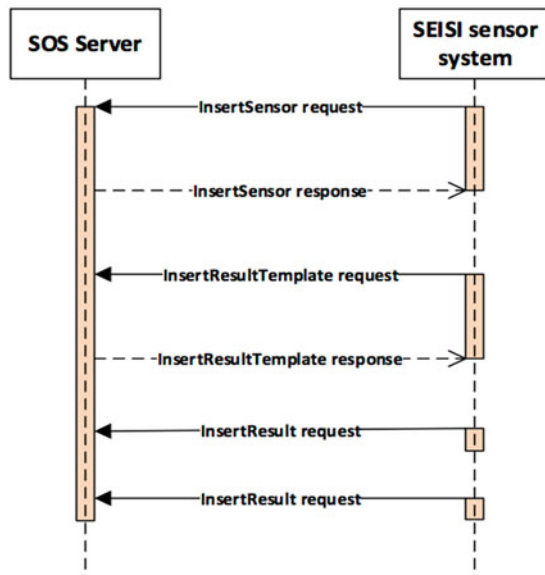 SOS Server
SEISI sensor
system
InsertSensor request
InsertSensor response
InsertResultTemplate request
InsertResultTemplate response
InsertResult request
InsertResult request